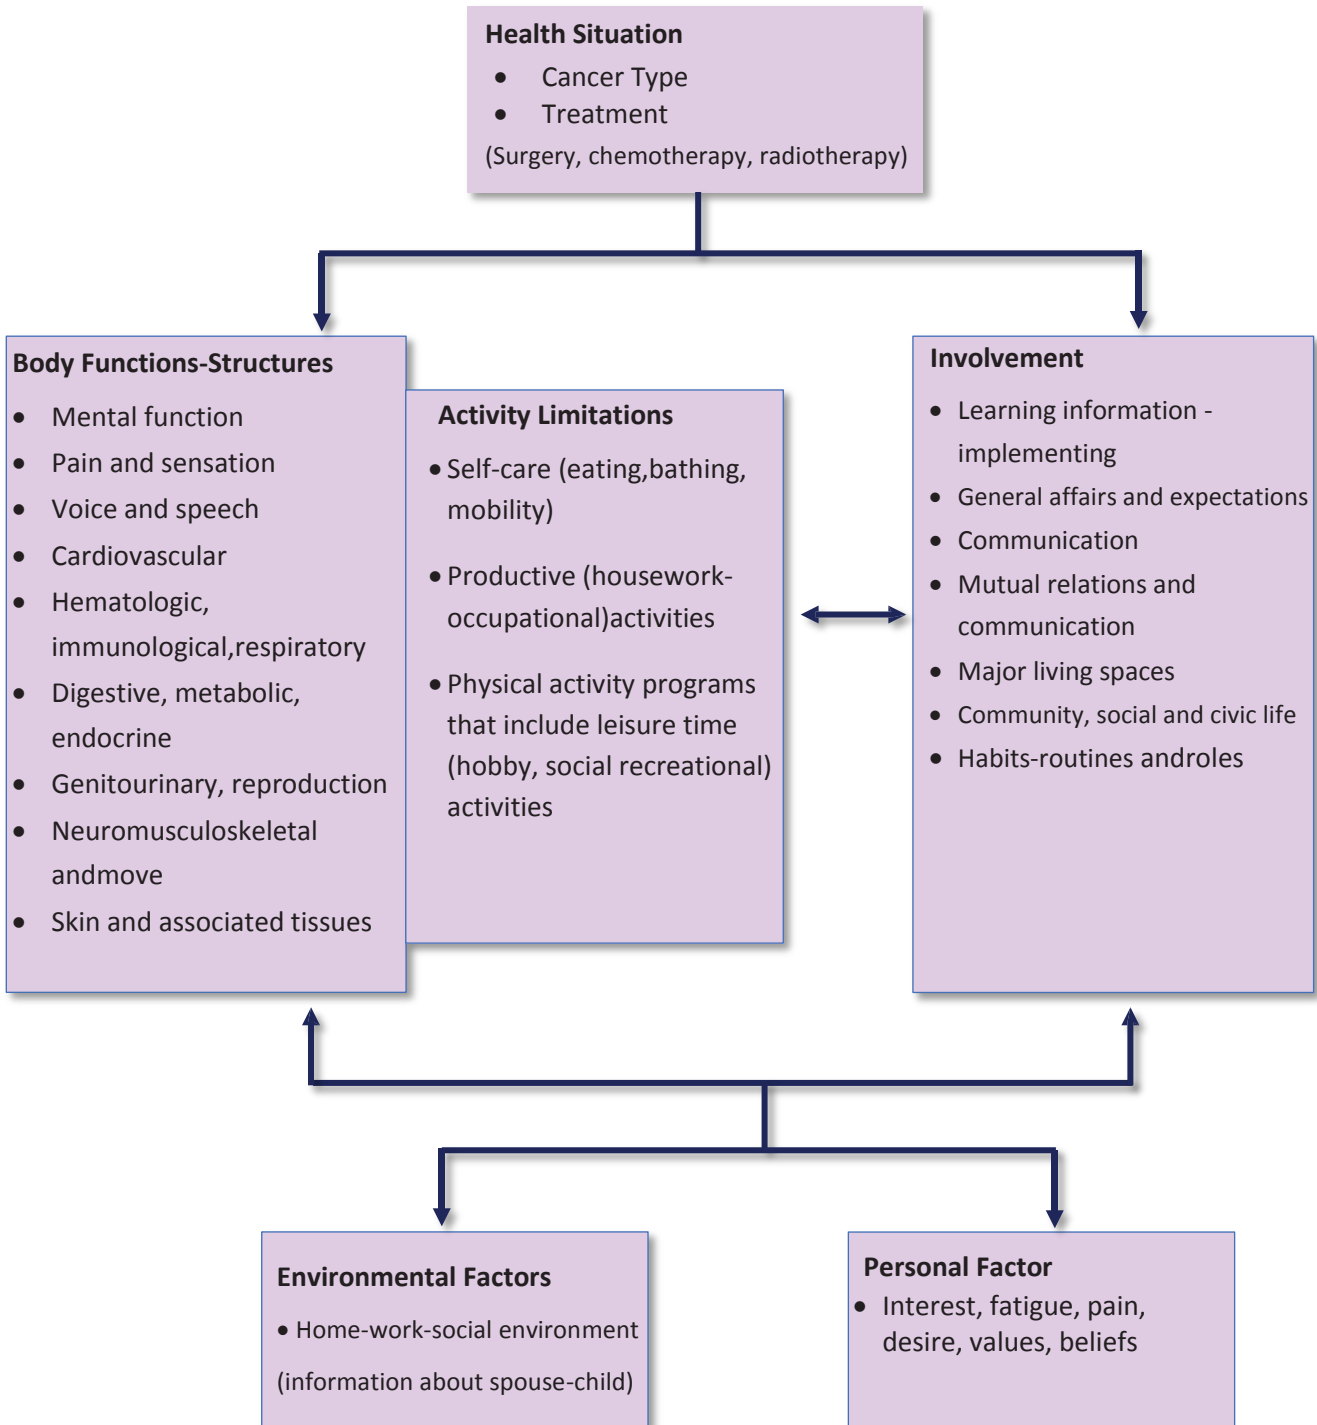 Health Situation
• Cancer Type
• Treatment
(Surgery, chemotherapy, radiotherapy)
Body Functions-Structures
• Mental function
• Pain and sensation
• Voice and speech
• Cardiovascular
• Hematologic,
immunological,respiratory
• Digestive, metabolic,
endocrine
• Genitourinary, reproduction
• Neuromusculoskeletal
andmove
• Skin and associated tissues
Activity Limitations
• Self-care (eating,bathing,
mobility)
• Productive (housework-
occupational)activities
• Physical activity programs
that include leisure time
(hobby, social recreational)
activities
Involvement
• Learning information -
implementing
• General affairs and expectations
• Communication
• Mutual relations and
communication
• Major living spaces
• Community, social and civic life
• Habits-routines androles
Environmental Factors
• Home-work-social environment
(information about spouse-child)
Personal Factor
• Interest, fatigue, pain,
desire, values, beliefs